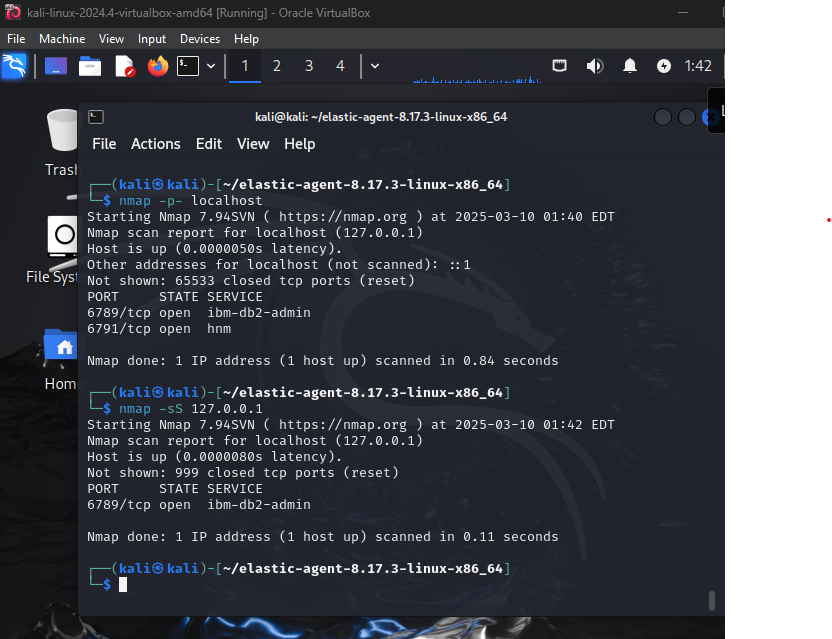 kali-linux-2024.4-virtualbox-amd64 [Running] - Oracle VirtualBox
File Machine View Input Devices Help
1 2 3 4 1:42
kali@kali: ~/elastic-agent-8.17.3-linux-x86_64
File Actions Edit View Help
Trash
File Syst
Home
┌──(kali㉿kali)-[~/elastic-agent-8.17.3-linux-x86_64]
└─$ nmap -p- localhost
Starting Nmap 7.94SVN ( https://nmap.org ) at 2025-03-10 01:40 EDT
Nmap scan report for localhost (127.0.0.1)
Host is up (0.0000050s latency).
Other addresses for localhost (not scanned): ::1
Not shown: 65533 closed tcp ports (reset)
PORT     STATE SERVICE
6789/tcp open  ibm-db2-admin
6791/tcp open  hnm
Nmap done: 1 IP address (1 host up) scanned in 0.84 seconds
┌──(kali㉿kali)-[~/elastic-agent-8.17.3-linux-x86_64]
└─$ nmap -sS 127.0.0.1
Starting Nmap 7.94SVN ( https://nmap.org ) at 2025-03-10 01:42 EDT
Nmap scan report for localhost (127.0.0.1)
Host is up (0.0000080s latency).
Not shown: 999 closed tcp ports (reset)
PORT     STATE SERVICE
6789/tcp open  ibm-db2-admin
Nmap done: 1 IP address (1 host up) scanned in 0.11 seconds
┌──(kali㉿kali)-[~/elastic-agent-8.17.3-linux-x86_64]
└─$